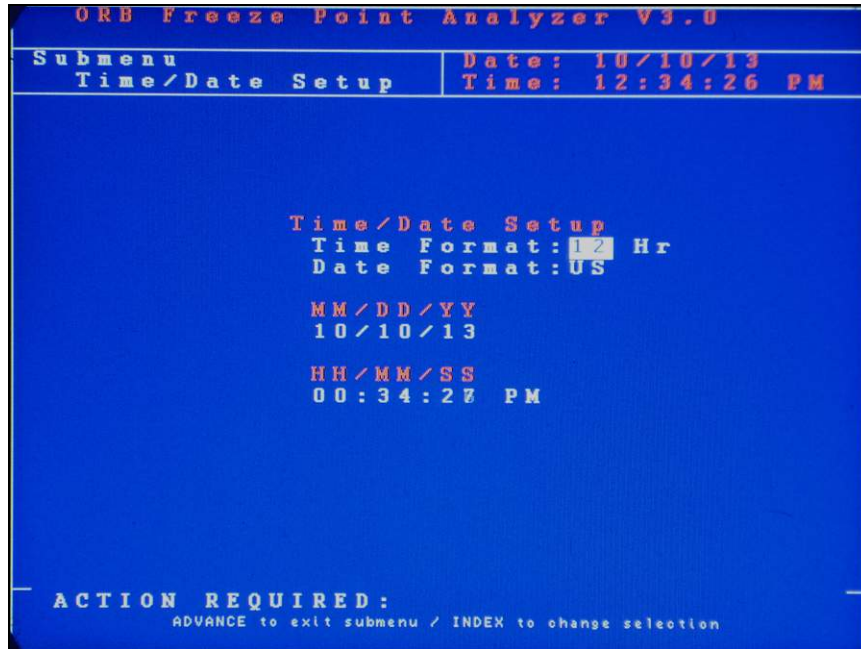 ORB Freeze Point Analyzer V3.0
Submenu
Time/Date Setup
Date: 10/10/13
Time: 12:34:26 PM
Time/Date Setup
Time Format:12 Hr
Date Format:US
MM/DD/YY
10/10/13
HH/MM/SS
00:34:27 PM
ACTION REQUIRED:
ADVANCE to exit submenu / INDEX to change selection